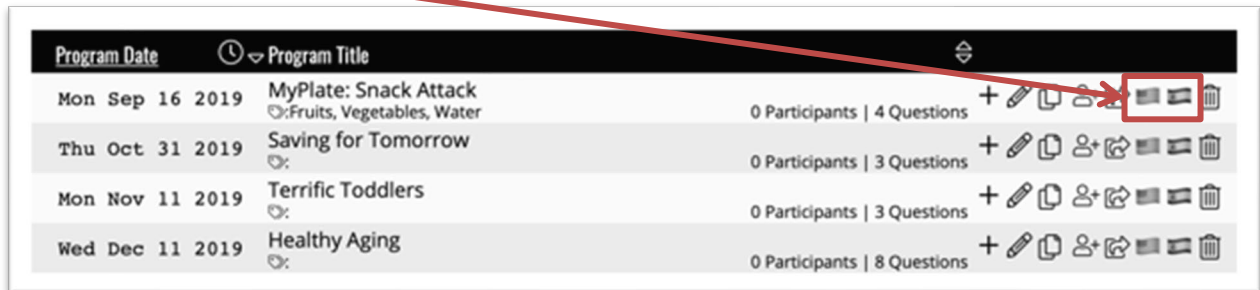 Program Date Program Title
Mon Sep 16 2019 MyPlate: Snack Attack
:Fruits, Vegetables, Water 0 Participants | 4 Questions
Thu Oct 31 2019 Saving for Tomorrow
: 0 Participants | 3 Questions
Mon Nov 11 2019 Terrific Toddlers
: 0 Participants | 3 Questions
Wed Dec 11 2019 Healthy Aging
: 0 Participants | 8 Questions